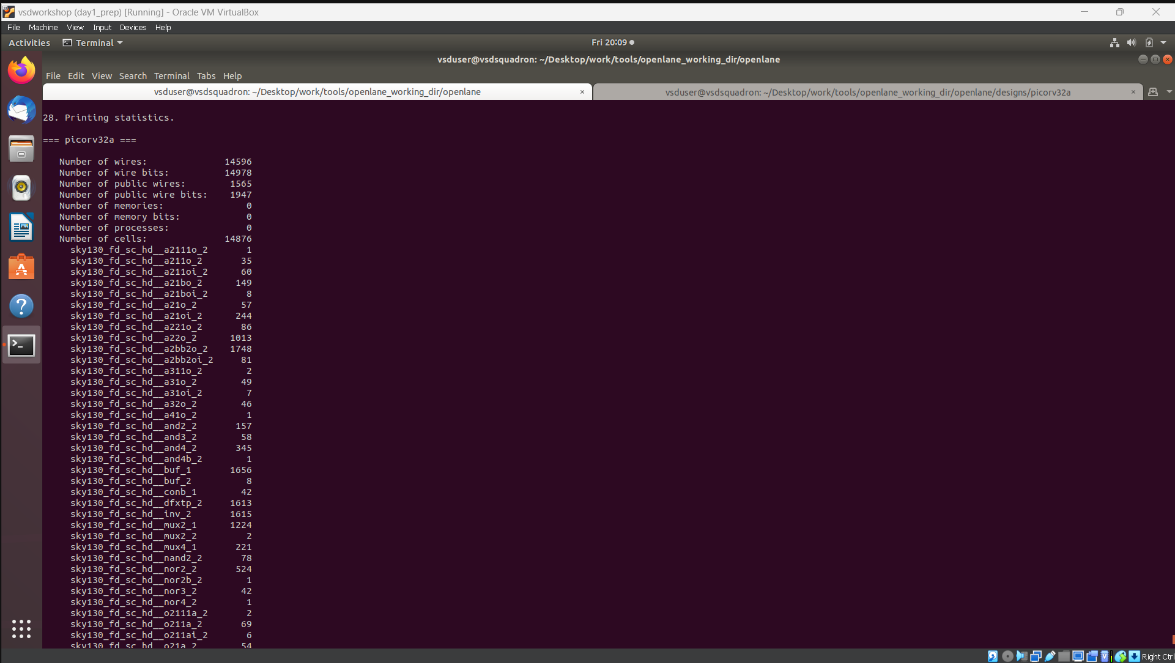 vsdworkshop (day1_prep) [Running] - Oracle VM VirtualBox
File Machine View Input Devices Help
Activities Terminal Fri 20:09
vsduser@vsdsquadron: ~/Desktop/work/tools/openlane_working_dir/openlane
File Edit View Search Terminal Tabs Help
vsduser@vsdsquadron: ~/Desktop/work/tools/openlane_working_dir/openlane × vsduser@vsdsquadron: ~/Desktop/work/tools/openlane_working_dir/openlane/designs/picorv32a ×
28. Printing statistics.
=== picorv32a ===
Number of wires: 14596
Number of wire bits: 14978
Number of public wires: 1565
Number of public wire bits: 1947
Number of memories: 0
Number of memory bits: 0
Number of processes: 0
Number of cells: 14876
sky130_fd_sc_hd__a2111o_2 1
sky130_fd_sc_hd__a211o_2 35
sky130_fd_sc_hd__a211oi_2 60
sky130_fd_sc_hd__a21bo_2 149
sky130_fd_sc_hd__a21boi_2 8
sky130_fd_sc_hd__a21o_2 57
sky130_fd_sc_hd__a21oi_2 244
sky130_fd_sc_hd__a221o_2 86
sky130_fd_sc_hd__a22o_2 1013
sky130_fd_sc_hd__a2bb2o_2 1748
sky130_fd_sc_hd__a2bb2oi_2 81
sky130_fd_sc_hd__a311o_2 2
sky130_fd_sc_hd__a31o_2 49
sky130_fd_sc_hd__a31oi_2 7
sky130_fd_sc_hd__a32o_2 46
sky130_fd_sc_hd__a41o_2 1
sky130_fd_sc_hd__and2_2 157
sky130_fd_sc_hd__and3_2 58
sky130_fd_sc_hd__and4_2 345
sky130_fd_sc_hd__and4b_2 1
sky130_fd_sc_hd__buf_1 1656
sky130_fd_sc_hd__buf_2 8
sky130_fd_sc_hd__conb_1 42
sky130_fd_sc_hd__dfxtp_2 1613
sky130_fd_sc_hd__inv_2 1615
sky130_fd_sc_hd__mux2_1 1224
sky130_fd_sc_hd__mux2_2 2
sky130_fd_sc_hd__mux4_1 221
sky130_fd_sc_hd__nand2_2 78
sky130_fd_sc_hd__nor2_2 524
sky130_fd_sc_hd__nor2b_2 1
sky130_fd_sc_hd__nor3_2 42
sky130_fd_sc_hd__nor4_2 1
sky130_fd_sc_hd__o2111a_2 2
sky130_fd_sc_hd__o211a_2 69
sky130_fd_sc_hd__o211ai_2 6
sky130_fd_sc_hd__o21a_2 54
Right Ctr